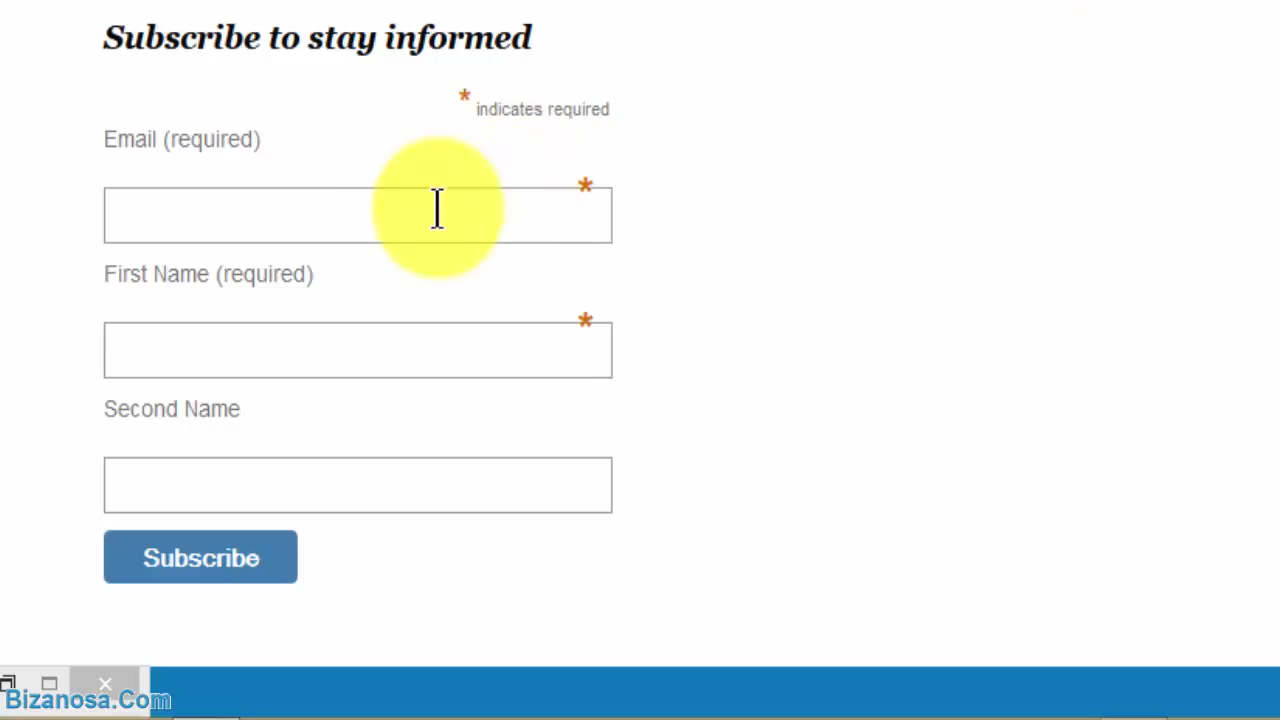 Subscribe to stay informed
* indicates required
Email (required)
*
First Name (required)
*
Second Name
Subscribe
Bizanosa.Com